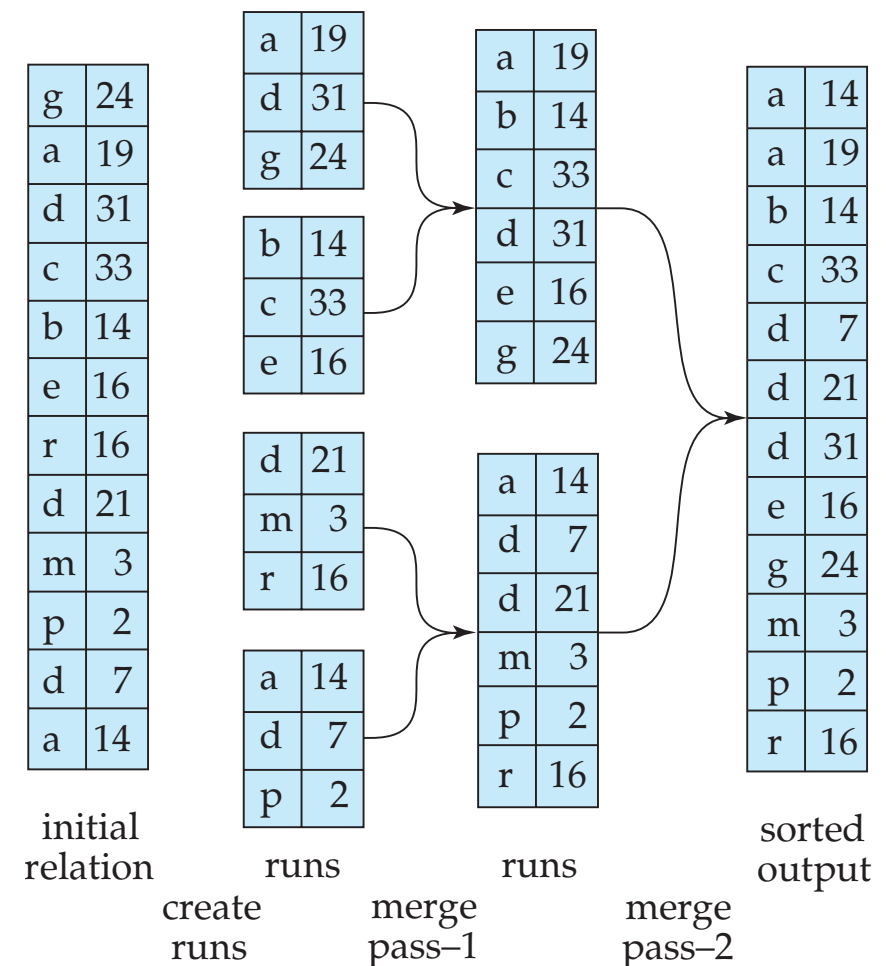 g 24
a 19
d 31
c 33
b 14
e 16
r 16
d 21
m 3
p 2
d 7
a 14
initial
relation
a 19
d 31
g 24
b 14
c 33
e 16
d 21
m 3
r 16
a 14
d 7
p 2
runs
a 19
b 14
c 33
d 31
e 16
g 24
a 14
d 7
d 21
m 3
p 2
r 16
runs
a 14
a 19
b 14
c 33
d 7
d 21
d 31
e 16
g 24
m 3
p 2
r 16
sorted
output
create
runs
merge
pass–1
merge
pass–2